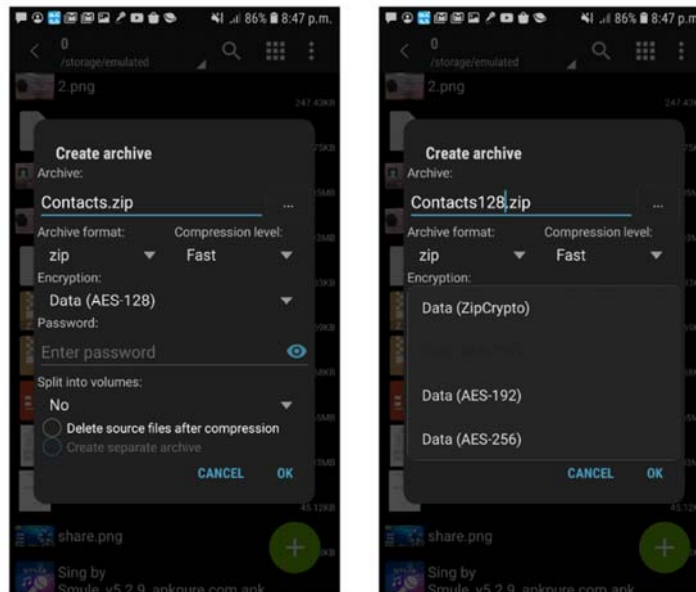 86% 8:47 p.m.
0
/storage/emulated
2.png
247.43KB
Create archive
Archive:
Contacts.zip
...
Archive format: Compression level:
zip Fast
Encryption:
Data (AES-128)
Password:
Enter password
Split into volumes:
No
Delete source files after compression
Create separate archive
CANCEL OK
45.12KB
share.png
Sing by
Smule_v5.2.9_apkpure.com.apk
86% 8:47 p.m.
0
/storage/emulated
2.png
Create archive
Archive:
Contacts128.zip
...
Archive format: Compression level:
zip Fast
Encryption:
Data (ZipCrypto)
Data (AES-192)
Data (AES-256)
CANCEL OK
share.png
Sing by
Smule_v5.2.9_apkpure.com.apk